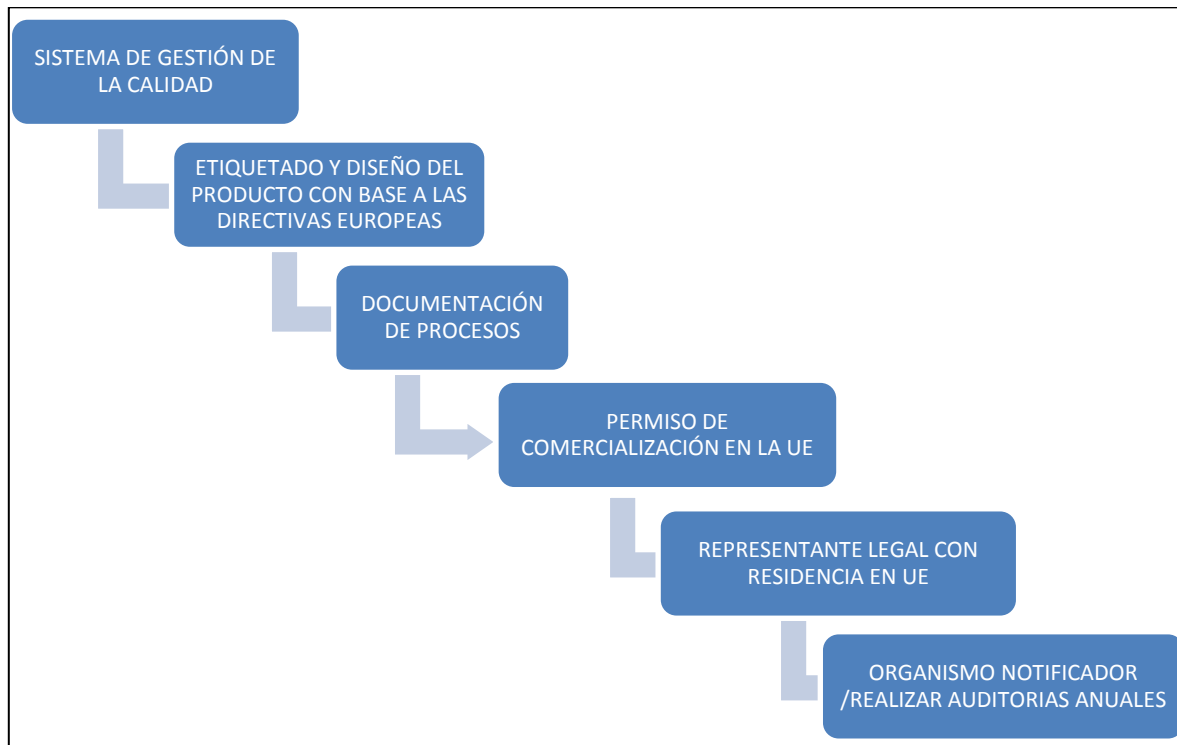 SISTEMA DE GESTIÓN DE
LA CALIDAD
ETIQUETADO Y DISEÑO DEL
PRODUCTO CON BASE A LAS
DIRECTIVAS EUROPEAS
DOCUMENTACIÓN
DE PROCESOS
PERMISO DE
COMERCIALIZACIÓN EN LA UE
REPRESENTANTE LEGAL CON
RESIDENCIA EN UE
ORGANISMO NOTIFICADOR
/REALIZAR AUDITORIAS ANUALES